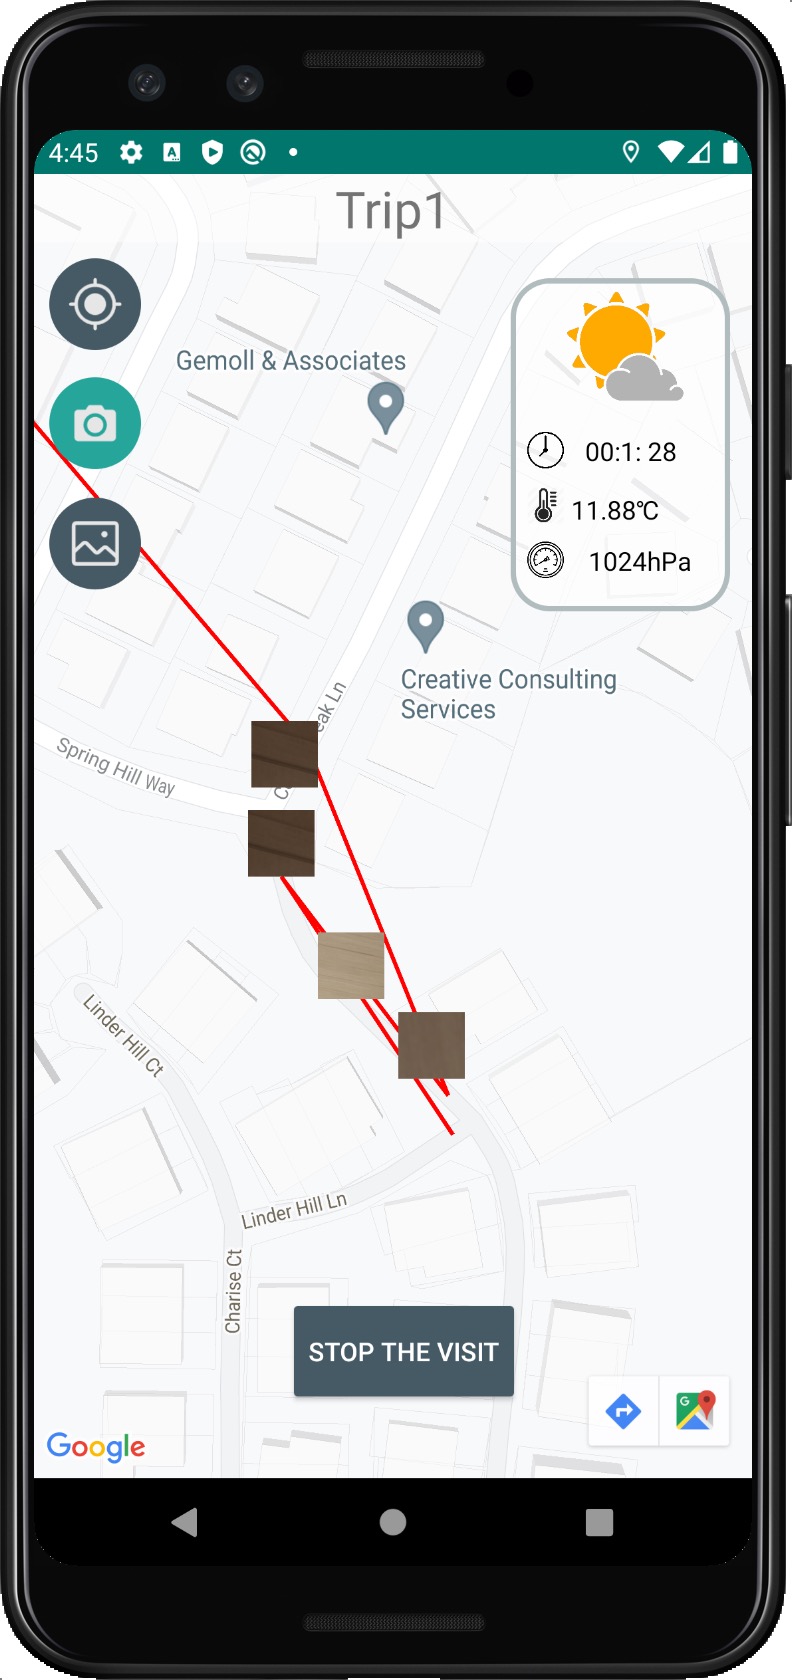 4:45
Trip1
Gemoll & Associates
00:1: 28
11.88℃
1024hPa
Creative Consulting
Services
Spring Hill Way
Ln
Linder Hill Ct
Linder Hill Ln
Charise Ct
STOP THE VISIT
Google